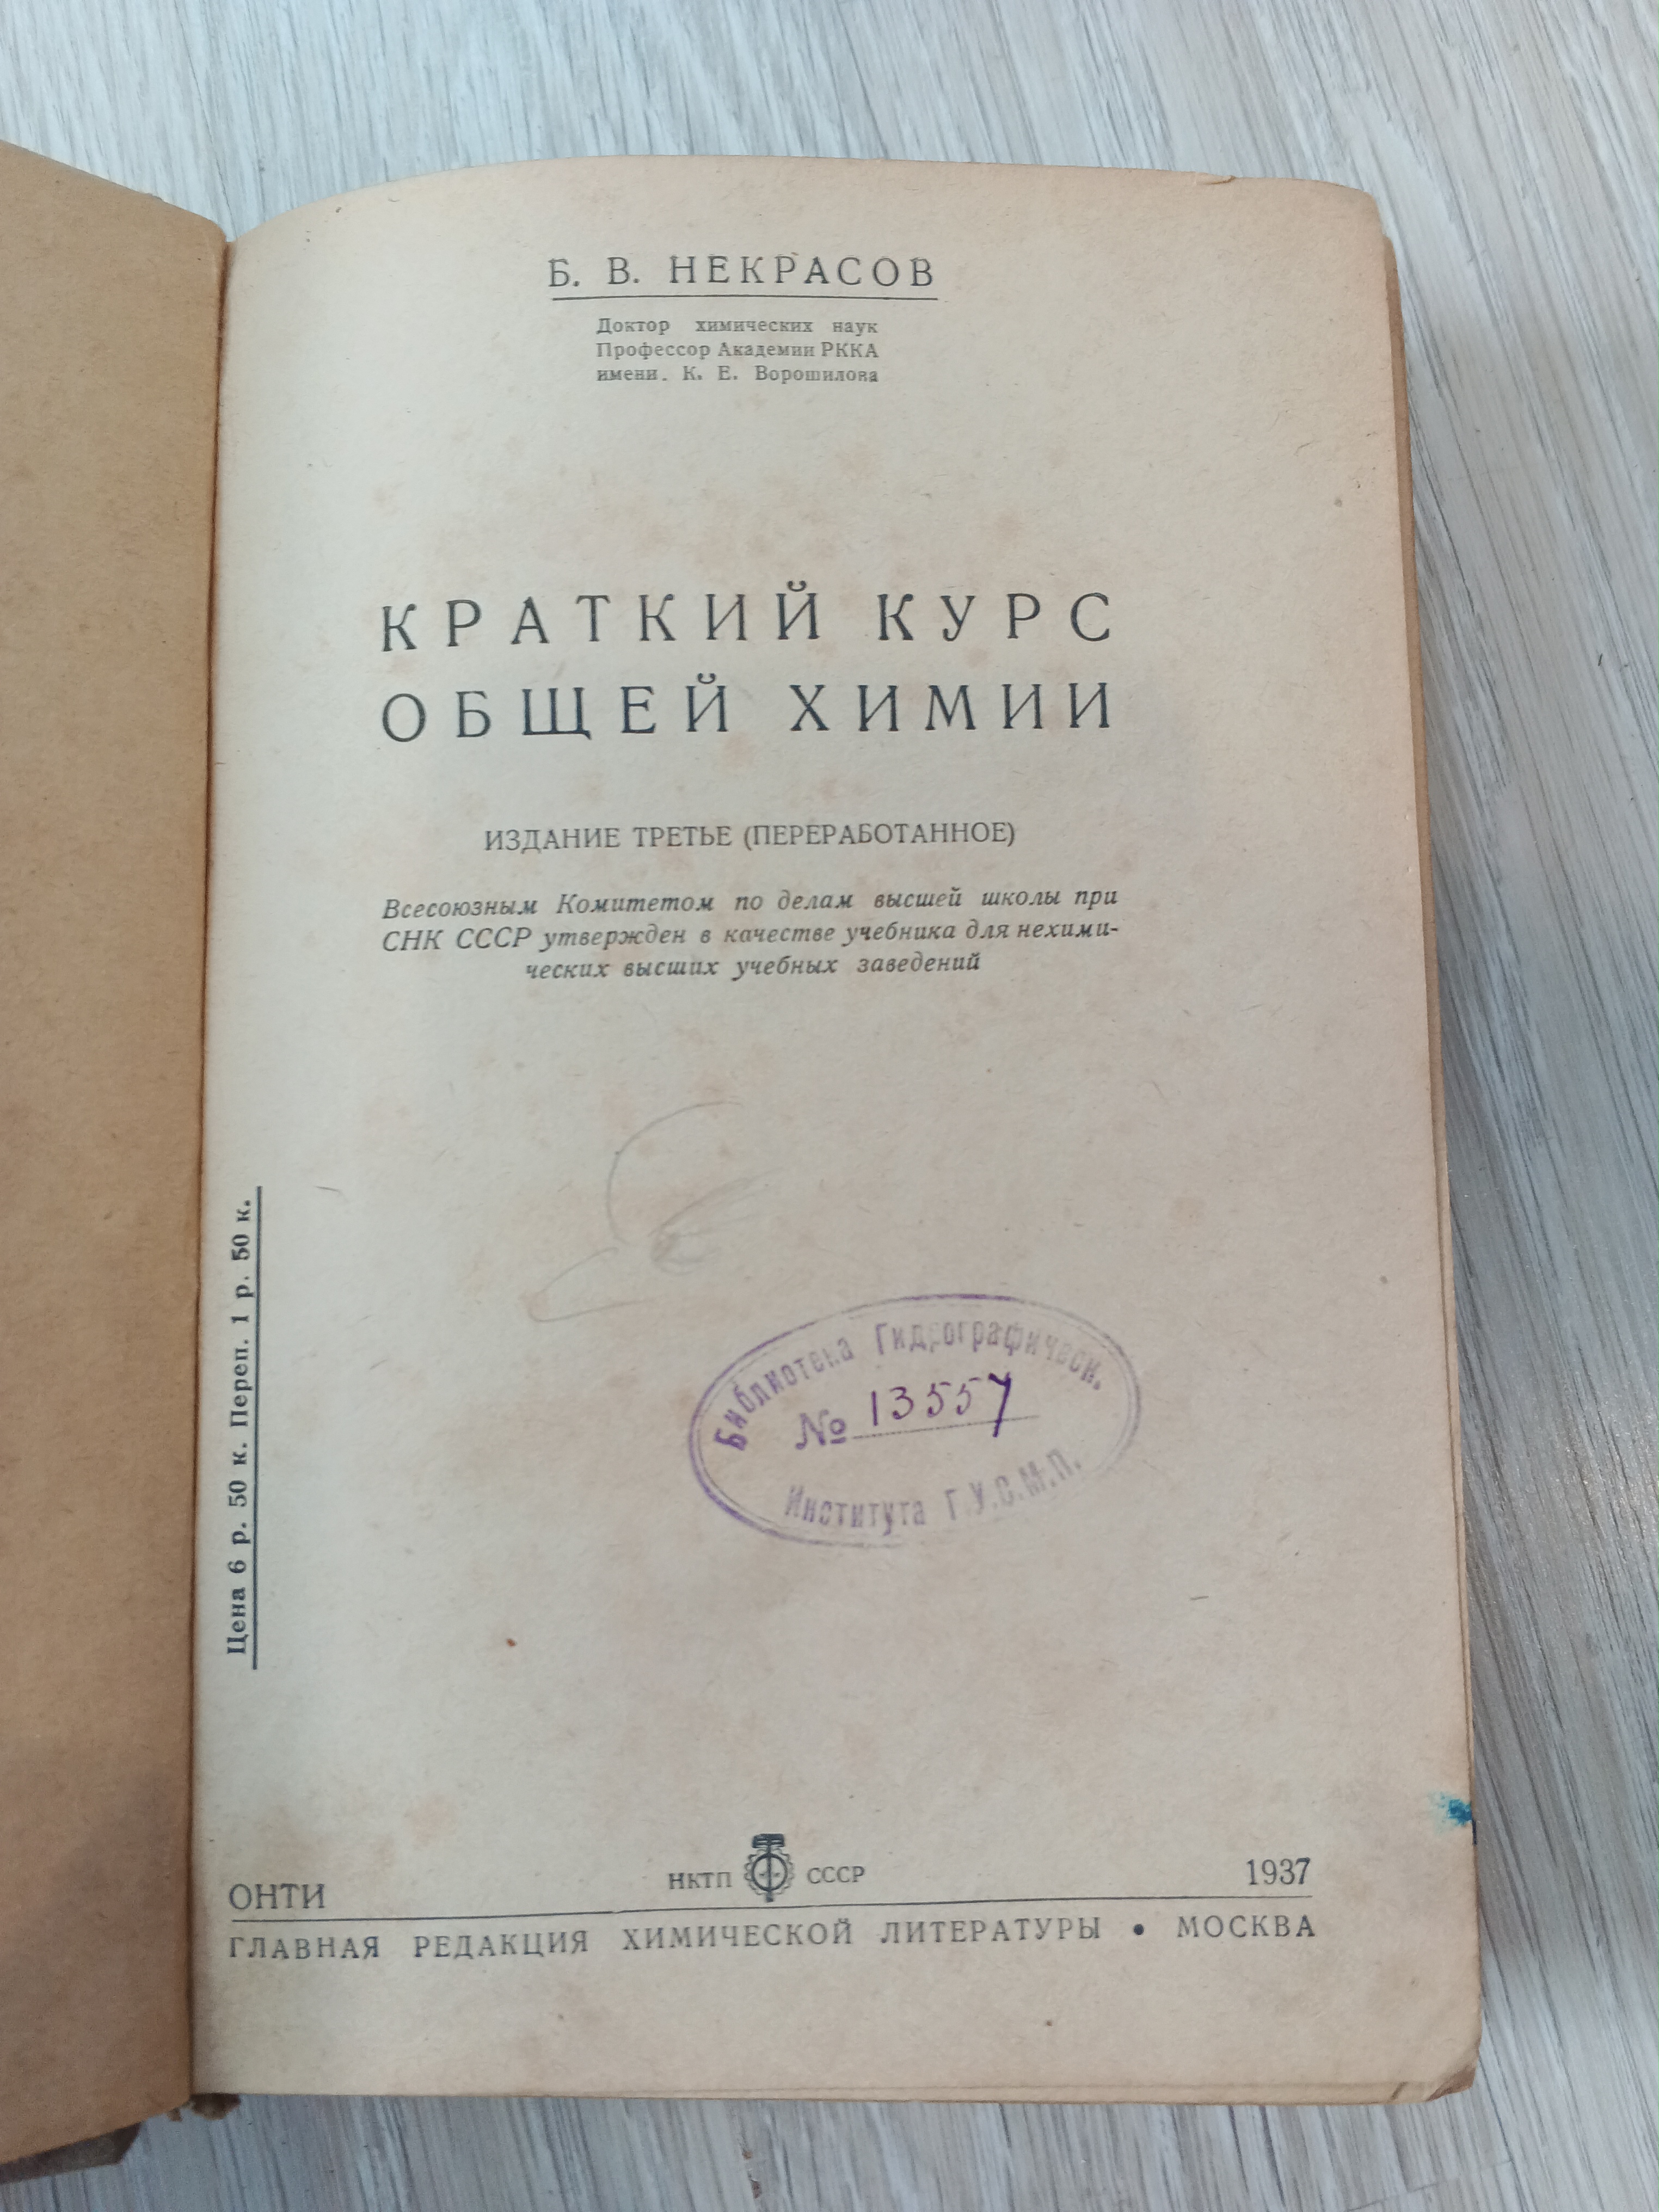 Б. В. НЕКРАСОВ
Доктор химических наук
Профессор Академии РККА
имени. К. Е. Ворошилова
КРАТКИЙ КУРС
ОБЩЕЙ ХИМИИ
ИЗДАНИЕ ТРЕТЬЕ (ПЕРЕРАБОТАННОЕ)
Всесоюзным Комитетом по делам высшей школы при
СНК СССР утвержден в качестве учебника для нехими-
ческих высших учебных заведений
Цена 6 р. 50 к. Переп. 1 р. 50 к.
Библиотека Гидрографическ.
№ 13557
Института Г.У.С.М.П.
ОНТИ
НКТП СССР
1937
ГЛАВНАЯ РЕДАКЦИЯ ХИМИЧЕСКОЙ ЛИТЕРАТУРЫ • МОСКВА